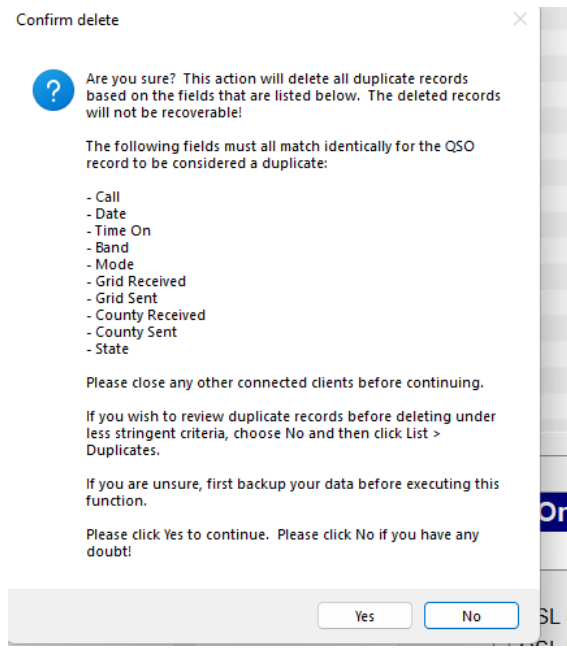 Confirm delete
?
Are you sure?  This action will delete all duplicate records
based on the fields that are listed below.  The deleted records
will not be recoverable!
The following fields must all match identically for the QSO
record to be considered a duplicate:
- Call
- Date
- Time On
- Band
- Mode
- Grid Received
- Grid Sent
- County Received
- County Sent
- State
Please close any other connected clients before continuing.
If you wish to review duplicate records before deleting under
less stringent criteria, choose No and then click List >
Duplicates.
If you are unsure, first backup your data before executing this
function.
Please click Yes to continue.  Please click No if you have any
doubt!
Yes
No